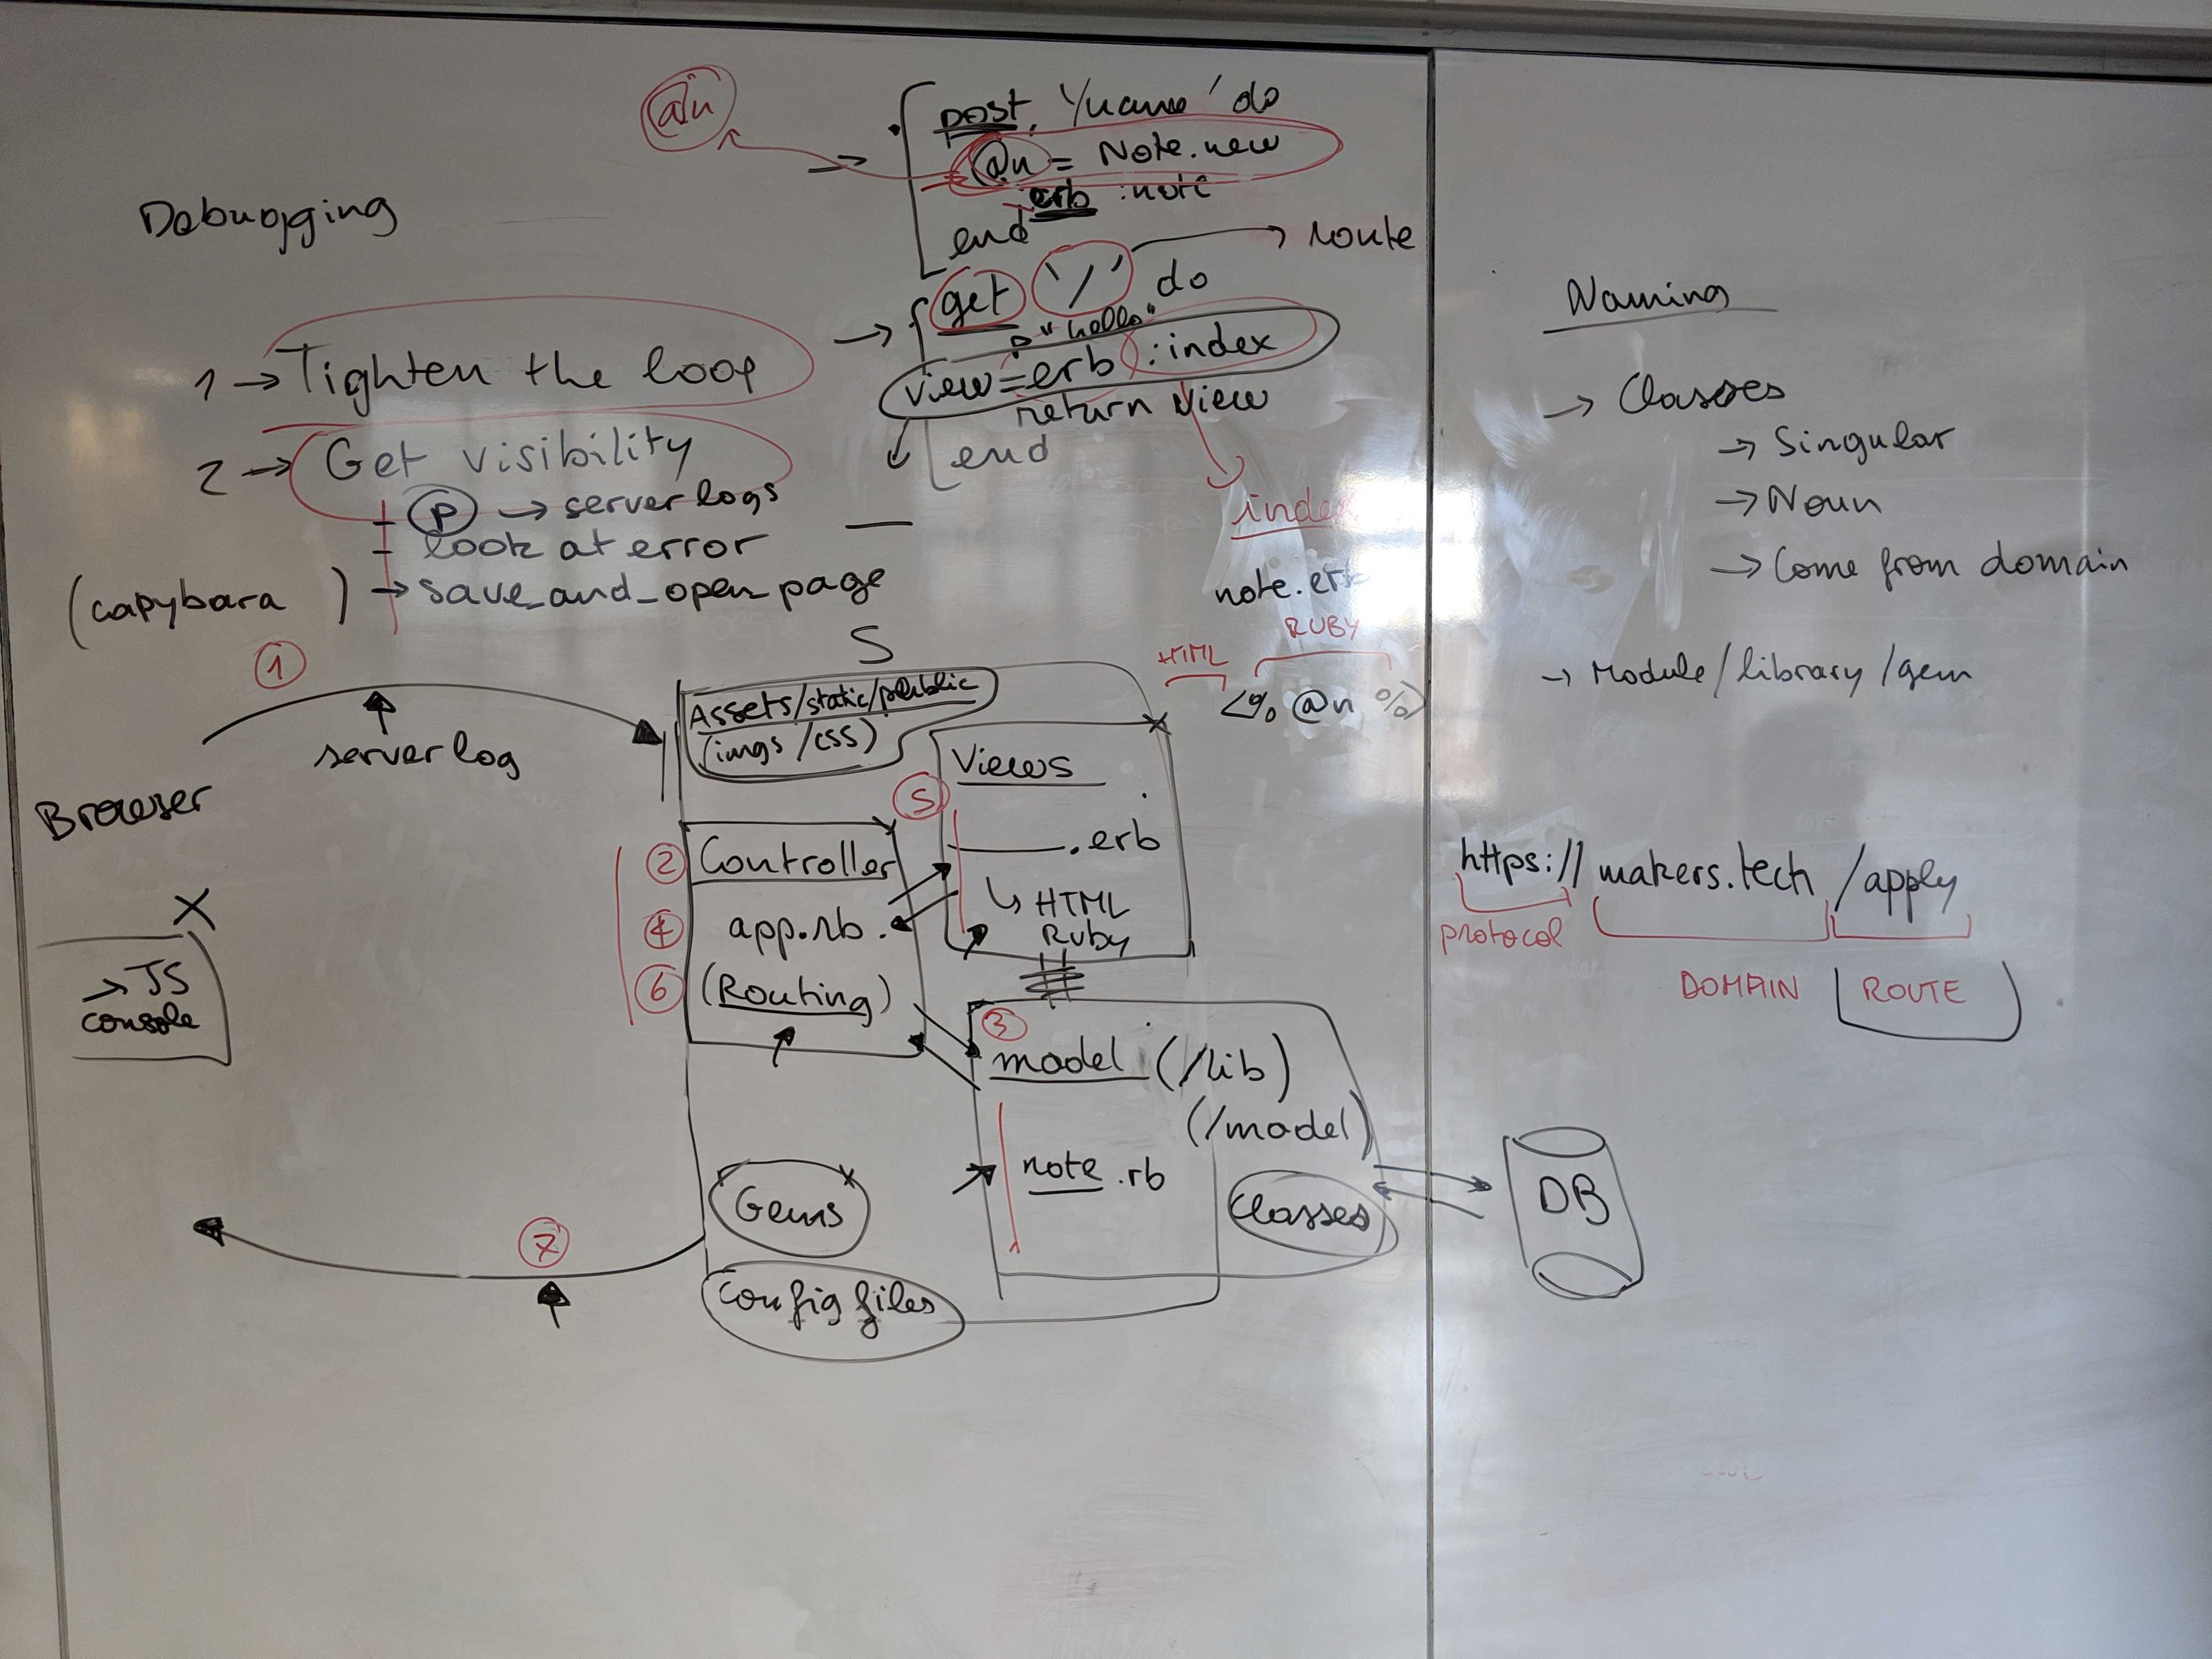 Debugging
1 → Tighten the loop
2 → Get visibility
- p → server logs
- look at error
(capybara) → save_and_open_page
@n
post, '/name' do
@n = Note.new
erb :note
end
get '/' do
→ route
p "hello"
view = erb :index
return view
end
index
note.erb
HTML
RUBY
<% @n %>
1
server log
Browser
X
→ JS
console
S
Assets/static/public
(imgs/css)
Views
5
_____.erb
↳ HTML
Ruby
2
Controller
4
app.rb
6
(Routing)
3
model (/lib)
(/model)
note.rb
Classes
DB
Gems
Config files
7
Naming
→ Classes
→ Singular
→ Noun
→ Come from domain
→ Module/library/gem
https://makers.tech/apply
protocol
DOMAIN
ROUTE